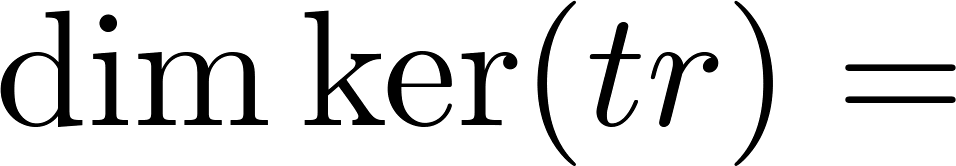 dim ker(tr) =